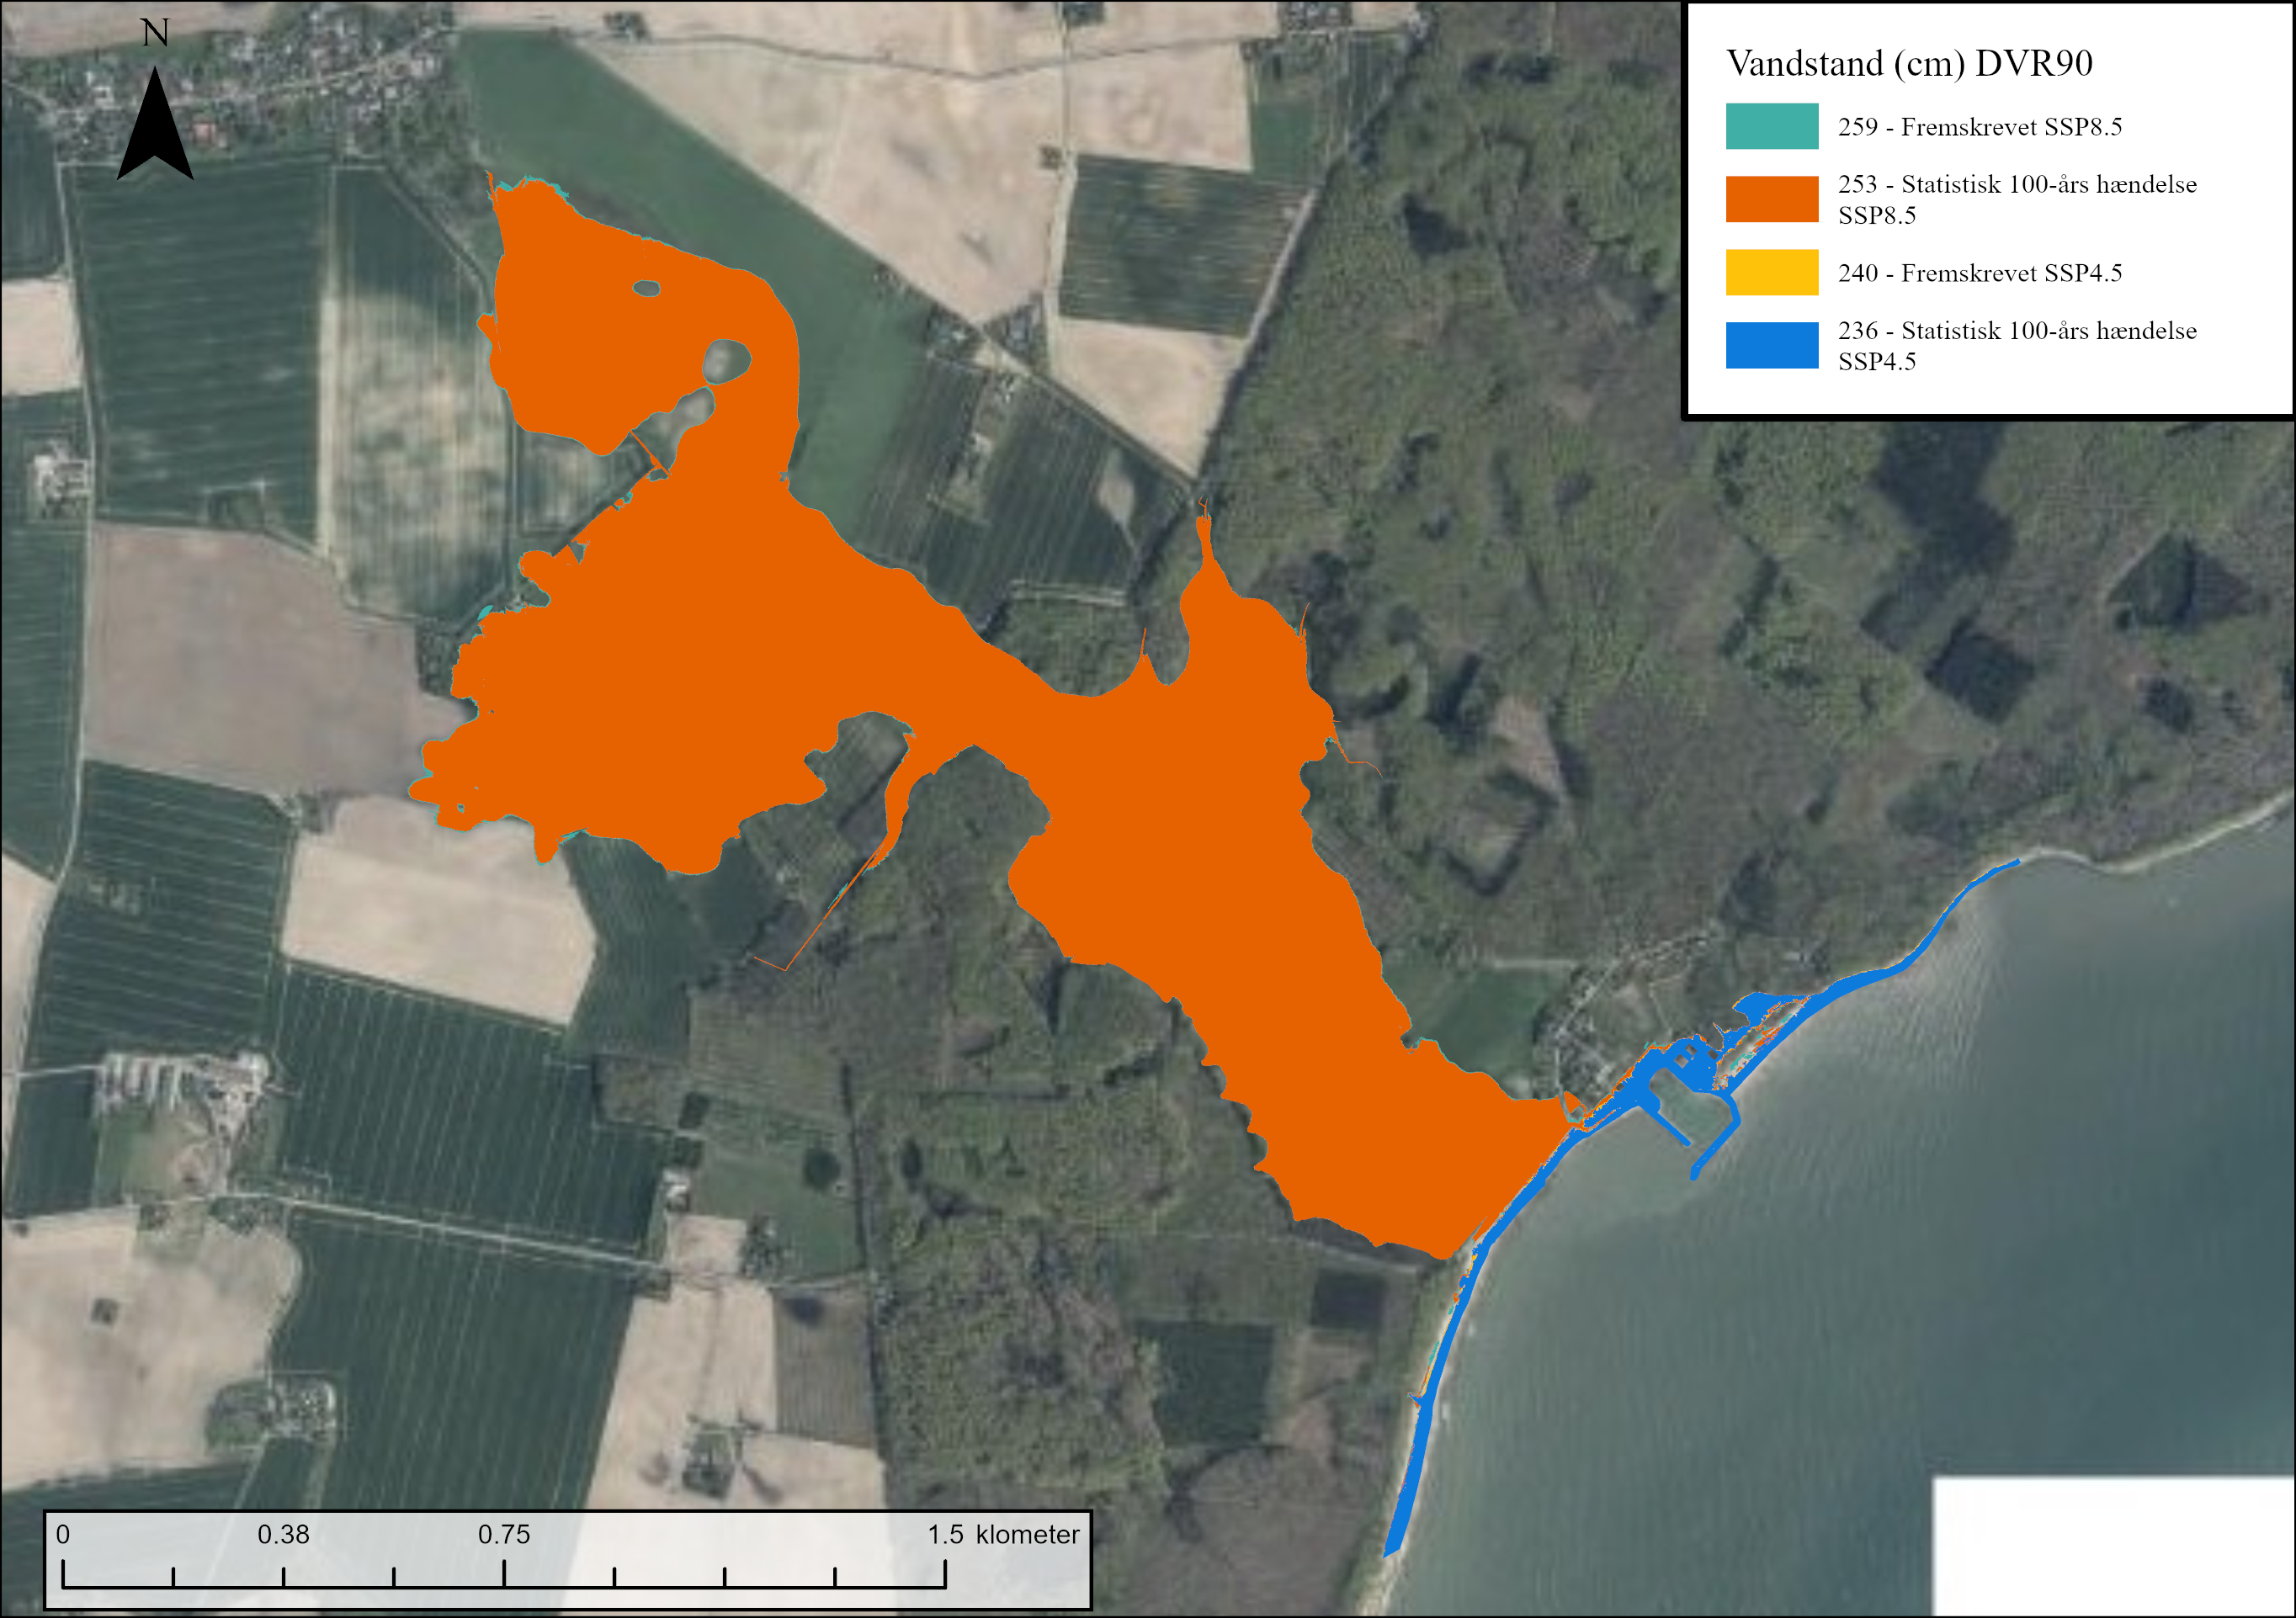 N
Vandstand (cm) DVR90
259 - Fremskrevet SSP8.5
253 - Statistisk 100-års hændelse
SSP8.5
240 - Fremskrevet SSP4.5
236 - Statistisk 100-års hændelse
SSP4.5
0 0.38 0.75 1.5 klometer